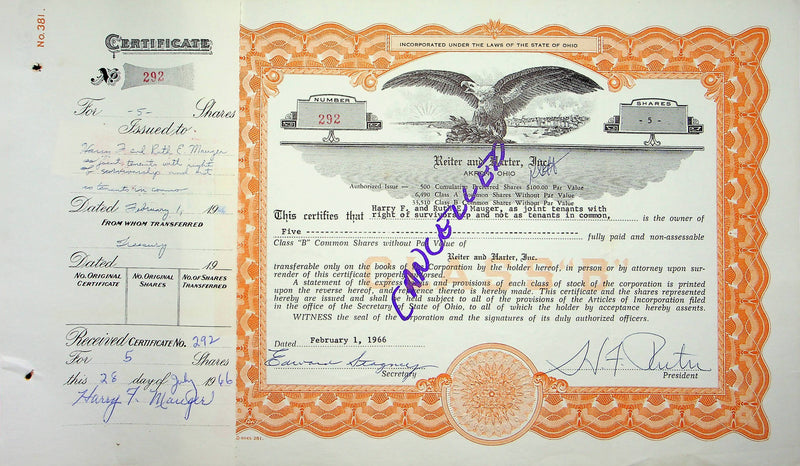 No. 381.
CERTIFICATE
No 292
For -5- Shares
Issued to:
Harry F and Ruth E. Mauger
as joint tenants with right
of survivorship and not
as tenants in common
Dated February 1, 1966
FROM WHOM TRANSFERRED
Treasury
Dated 19
NO. ORIGINAL CERTIFICATE
NO. ORIGINAL SHARES
NO. OF SHARES TRANSFERRED
Received CERTIFICATE NO. 292
For 5 Shares
this 28 day of July 1966
Harry F. Mauger
INCORPORATED UNDER THE LAWS OF THE STATE OF OHIO
NUMBER
292
SHARES
- 5 -
Reiter and Harter, Inc.
AKRON, OHIO
Authorized Issue — 500 Cumulative Preferred Shares $100.00 Par Value
6,490 Class A Common Shares Without Par Value
35,510 Class B Common Shares Without Par Value
Harry F. and Ruth E. Mauger, as joint tenants with
This certifies that right of survivorship and not as tenants in common, is the owner of
Five fully paid and non-assessable
Class "B" Common Shares without Par Value of
Reiter and Harter, Inc.
CLASS "B"
transferable only on the books of the Corporation by the holder hereof, in person or by attorney upon sur-
render of this certificate properly endorsed.
A statement of the express terms and provisions of each class of stock of the corporation is printed
upon the reverse hereof, and reference thereto is hereby made. This certificate and the shares represented
hereby are issued and shall be held subject to all of the provisions of the Articles of Incorporation filed
in the office of the Secretary of State of Ohio, to all of which the holder by acceptance hereby assents.
WITNESS the seal of the Corporation and the signatures of its duly authorized officers.
CANCELLED
Dated February 1, 1966
Edward
Secretary
President